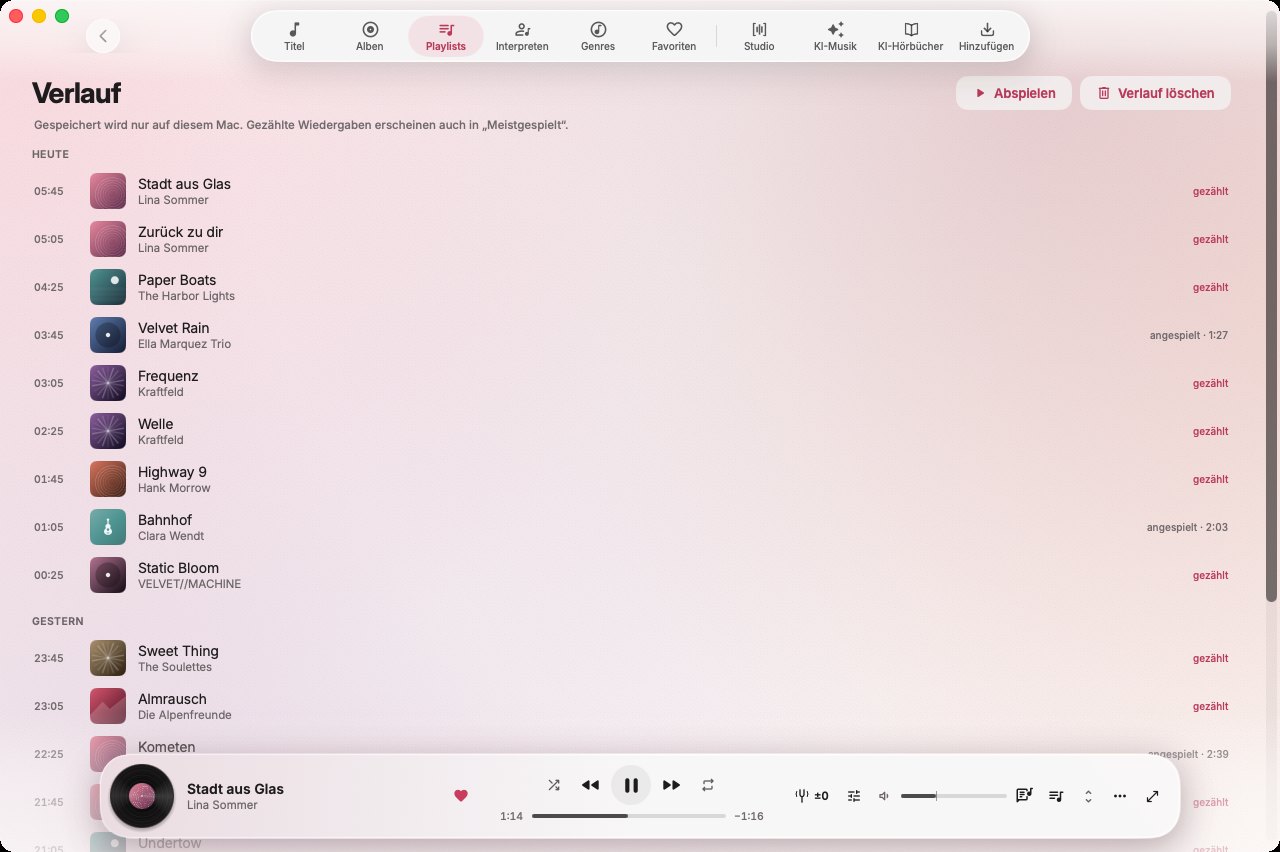 Titel
Alben
Playlists
Interpreten
Genres
Favoriten
Studio
KI-Musik
KI-Hörbücher
Hinzufügen
Verlauf
Abspielen
Verlauf löschen
Gespeichert wird nur auf diesem Mac. Gezählte Wiedergaben erscheinen auch in „Meistgespielt“.
HEUTE
05:45 Stadt aus Glas gezählt
Lina Sommer
05:05 Zurück zu dir gezählt
Lina Sommer
04:25 Paper Boats gezählt
The Harbor Lights
03:45 Velvet Rain angespielt · 1:27
Ella Marquez Trio
03:05 Frequenz gezählt
Kraftfeld
02:25 Welle gezählt
Kraftfeld
01:45 Highway 9 gezählt
Hank Morrow
01:05 Bahnhof angespielt · 2:03
Clara Wendt
00:25 Static Bloom gezählt
VELVET//MACHINE
GESTERN
23:45 Sweet Thing gezählt
The Soulettes
23:05 Almrausch gezählt
Die Alpenfreunde
22:25 Kometen angespielt · 2:39
21:45 gezählt
21:05 Undertow gezählt
Stadt aus Glas
Lina Sommer
1:14 −1:16
±0